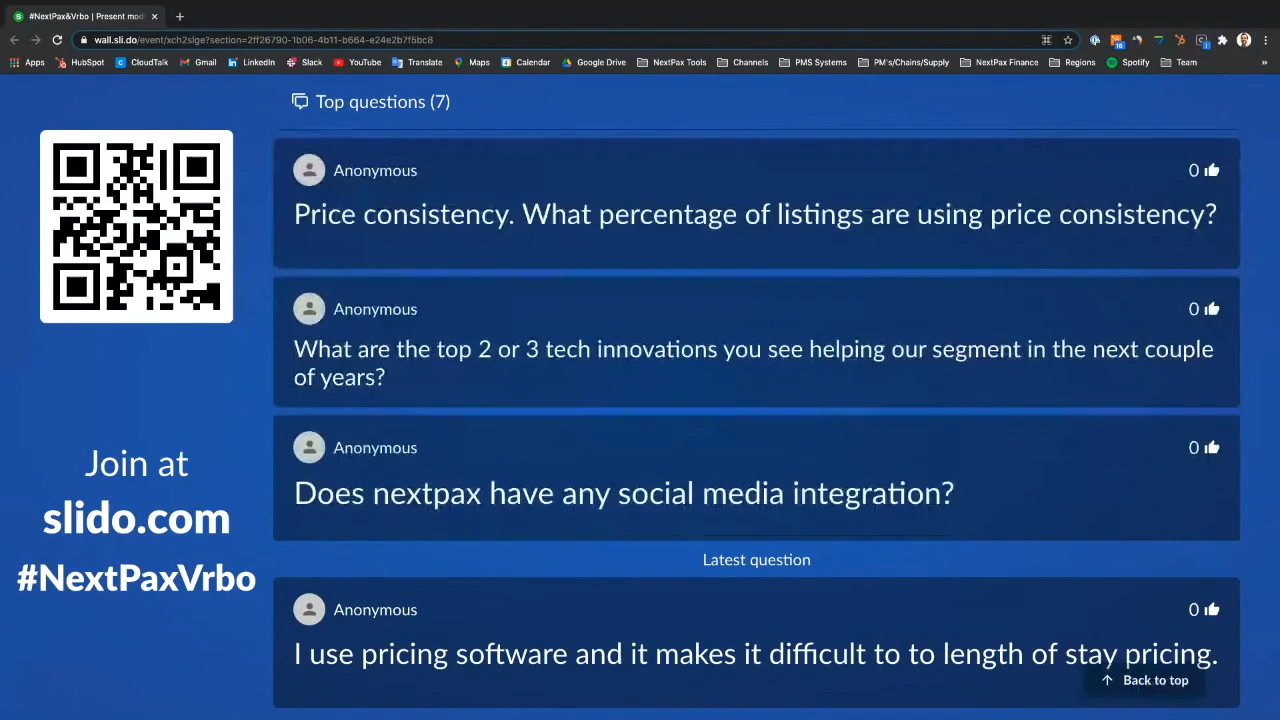 #NextPax&Vrbo | Present mod
wall.sli.do/event/xch2slge?section=2ff26790-1b06-4b11-b664-e24e2b7f5bc8
Apps HubSpot CloudTalk Gmail LinkedIn Slack YouTube Translate Maps Calendar Google Drive NextPax Tools Channels PMS Systems PM's/Chains/Supply NextPax Finance Regions Spotify Team »
Top questions (7)
Anonymous 0
Price consistency. What percentage of listings are using price consistency?
Anonymous 0
What are the top 2 or 3 tech innovations you see helping our segment in the next couple
of years?
Anonymous 0
Does nextpax have any social media integration?
Join at
slido.com
#NextPaxVrbo
Latest question
Anonymous 0
I use pricing software and it makes it difficult to to length of stay pricing.
Back to top